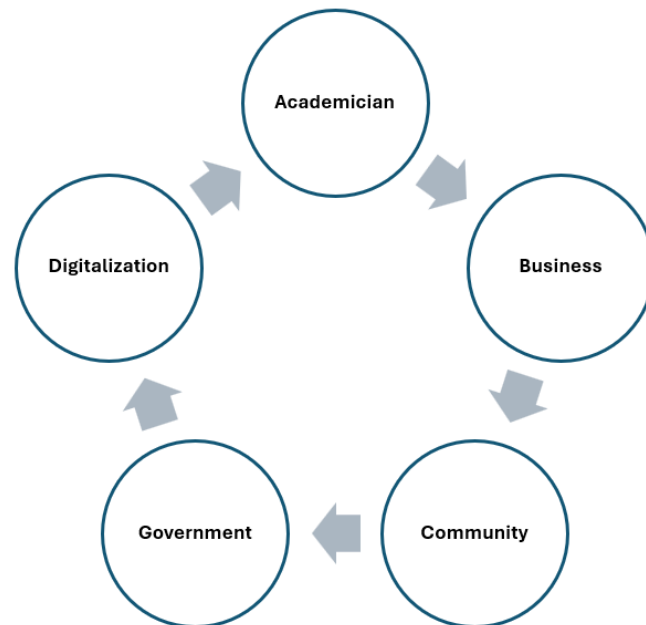 Academician
Business
Community
Government
Digitalization